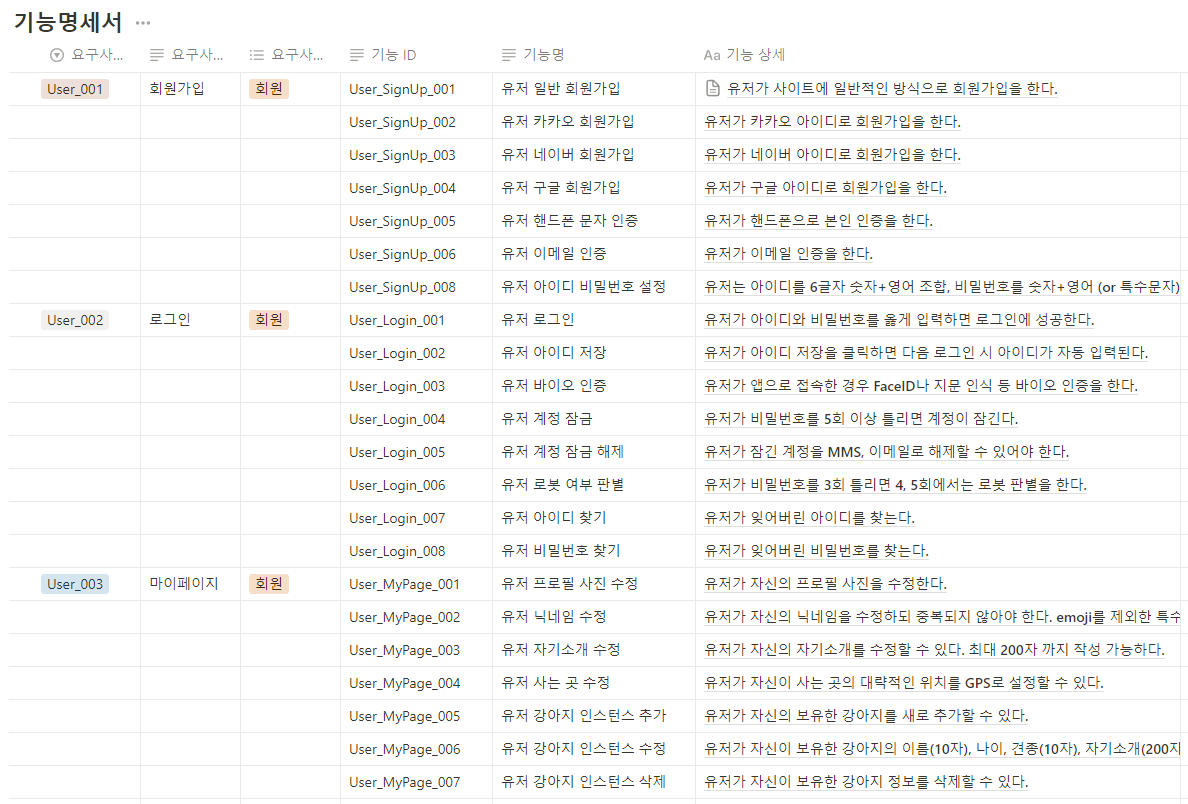 기능명세서 ...
요구사... 요구사... 요구사... 기능 ID 기능명 Aa 기능 상세
User_001 회원가입 회원 User_SignUp_001 유저 일반 회원가입 유저가 사이트에 일반적인 방식으로 회원가입을 한다.
User_SignUp_002 유저 카카오 회원가입 유저가 카카오 아이디로 회원가입을 한다.
User_SignUp_003 유저 네이버 회원가입 유저가 네이버 아이디로 회원가입을 한다.
User_SignUp_004 유저 구글 회원가입 유저가 구글 아이디로 회원가입을 한다.
User_SignUp_005 유저 핸드폰 문자 인증 유저가 핸드폰으로 본인 인증을 한다.
User_SignUp_006 유저 이메일 인증 유저가 이메일 인증을 한다.
User_SignUp_008 유저 아이디 비밀번호 설정 유저는 아이디를 6글자 숫자+영어 조합, 비밀번호를 숫자+영어 (or 특수문자)
User_002 로그인 회원 User_Login_001 유저 로그인 유저가 아이디와 비밀번호를 옳게 입력하면 로그인에 성공한다.
User_Login_002 유저 아이디 저장 유저가 아이디 저장을 클릭하면 다음 로그인 시 아이디가 자동 입력된다.
User_Login_003 유저 바이오 인증 유저가 앱으로 접속한 경우 FaceID나 지문 인식 등 바이오 인증을 한다.
User_Login_004 유저 계정 잠금 유저가 비밀번호를 5회 이상 틀리면 계정이 잠긴다.
User_Login_005 유저 계정 잠금 해제 유저가 잠긴 계정을 MMS, 이메일로 해제할 수 있어야 한다.
User_Login_006 유저 로봇 여부 판별 유저가 비밀번호를 3회 틀리면 4, 5회에서는 로봇 판별을 한다.
User_Login_007 유저 아이디 찾기 유저가 잊어버린 아이디를 찾는다.
User_Login_008 유저 비밀번호 찾기 유저가 잊어버린 비밀번호를 찾는다.
User_003 마이페이지 회원 User_MyPage_001 유저 프로필 사진 수정 유저가 자신의 프로필 사진을 수정한다.
User_MyPage_002 유저 닉네임 수정 유저가 자신의 닉네임을 수정하되 중복되지 않아야 한다. emoji를 제외한 특수
User_MyPage_003 유저 자기소개 수정 유저가 자신의 자기소개를 수정할 수 있다. 최대 200자 까지 작성 가능하다.
User_MyPage_004 유저 사는 곳 수정 유저가 자신이 사는 곳의 대략적인 위치를 GPS로 설정할 수 있다.
User_MyPage_005 유저 강아지 인스턴스 추가 유저가 자신의 보유한 강아지를 새로 추가할 수 있다.
User_MyPage_006 유저 강아지 인스턴스 수정 유저가 자신이 보유한 강아지의 이름(10자), 나이, 견종(10자), 자기소개(200자
User_MyPage_007 유저 강아지 인스턴스 삭제 유저가 자신이 보유한 강아지 정보를 삭제할 수 있다.